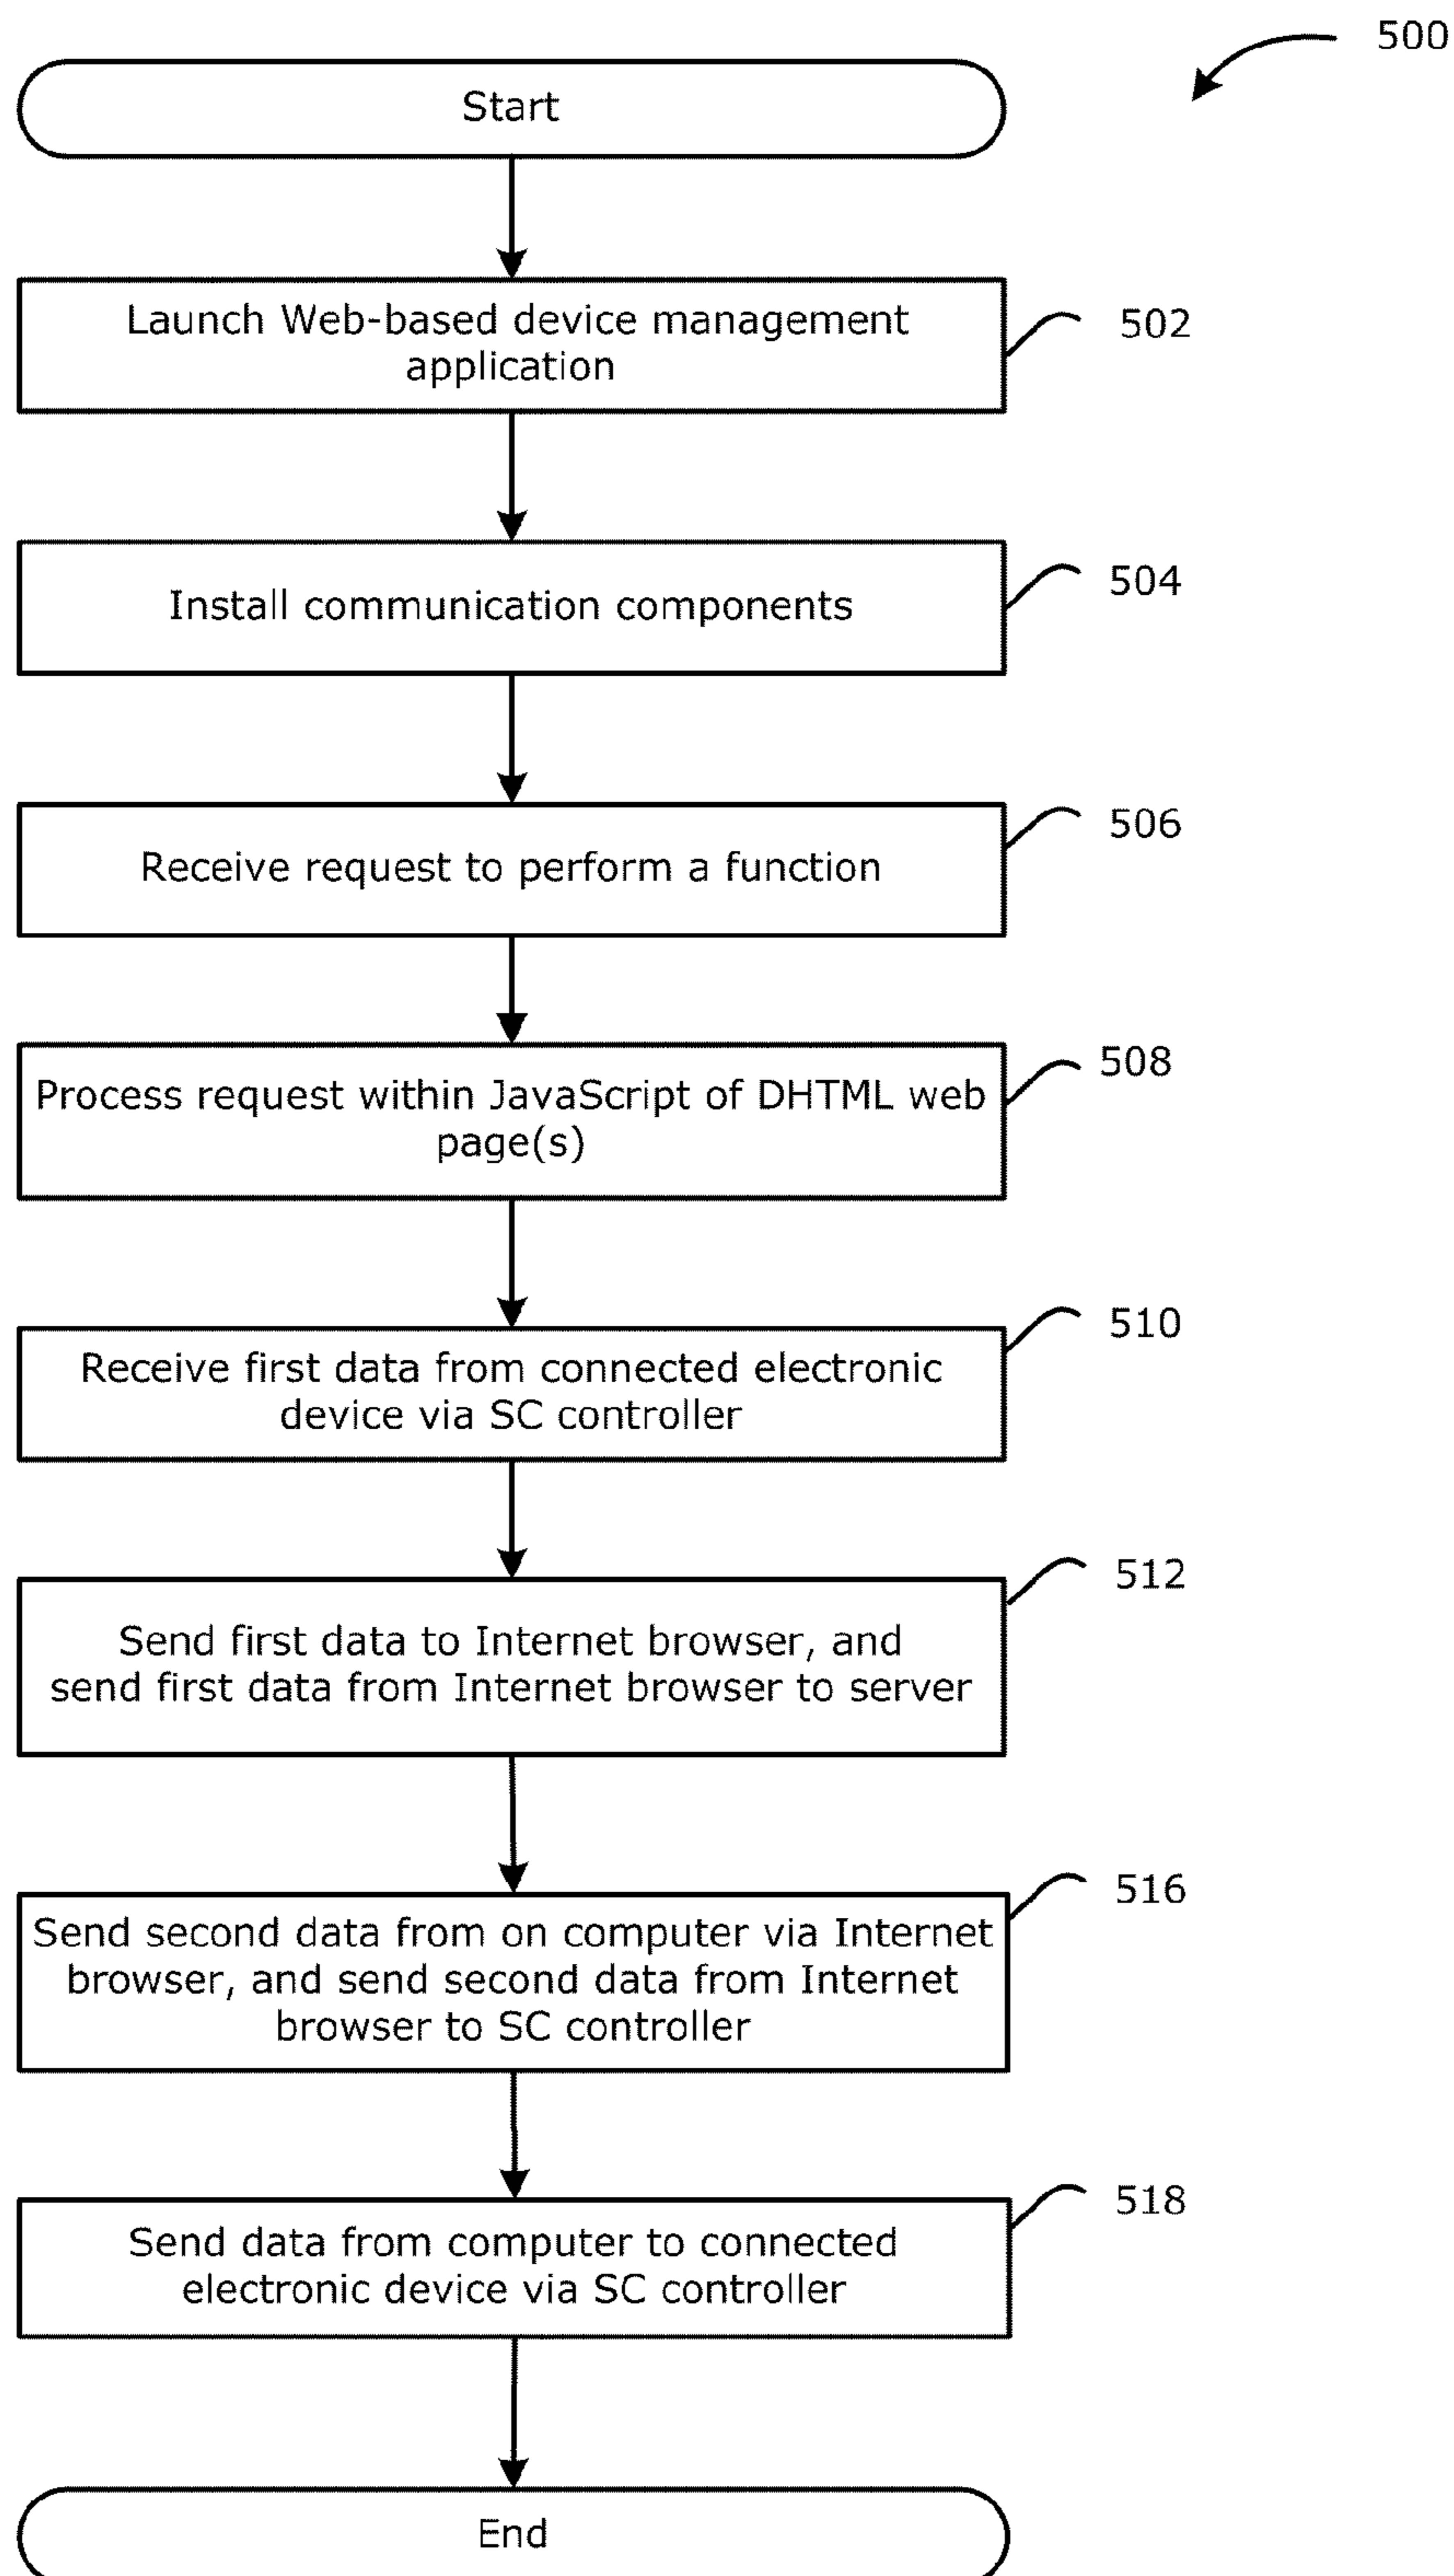 500
Start
Launch Web-based device management
application
502
Install communication components
504
Receive request to perform a function
506
Process request within JavaScript of DHTML web
page(s)
508
Receive first data from connected electronic
device via SC controller
510
Send first data to Internet browser, and
send first data from Internet browser to server
512
Send second data from on computer via Internet
browser, and send second data from Internet
browser to SC controller
516
Send data from computer to connected
electronic device via SC controller
518
End